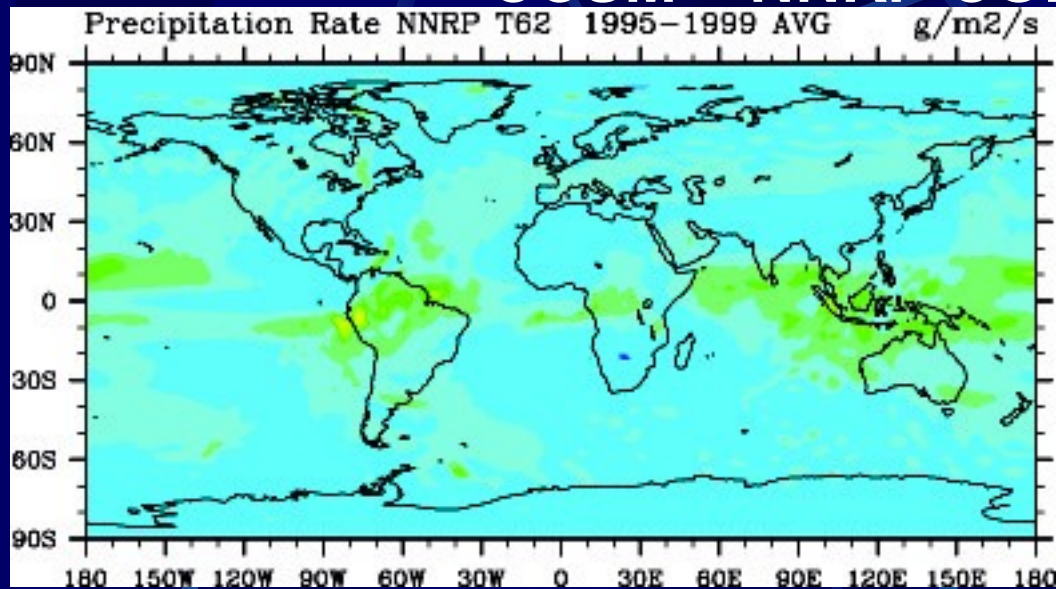 Precipitation Rate NNRP T62 1995-1999 AVG g/m2/s
90N
60N
30N
0
30S
60S
90S
180 150W 120W 90W 60W 30W 0 30E 60E 90E 120E 150E 180